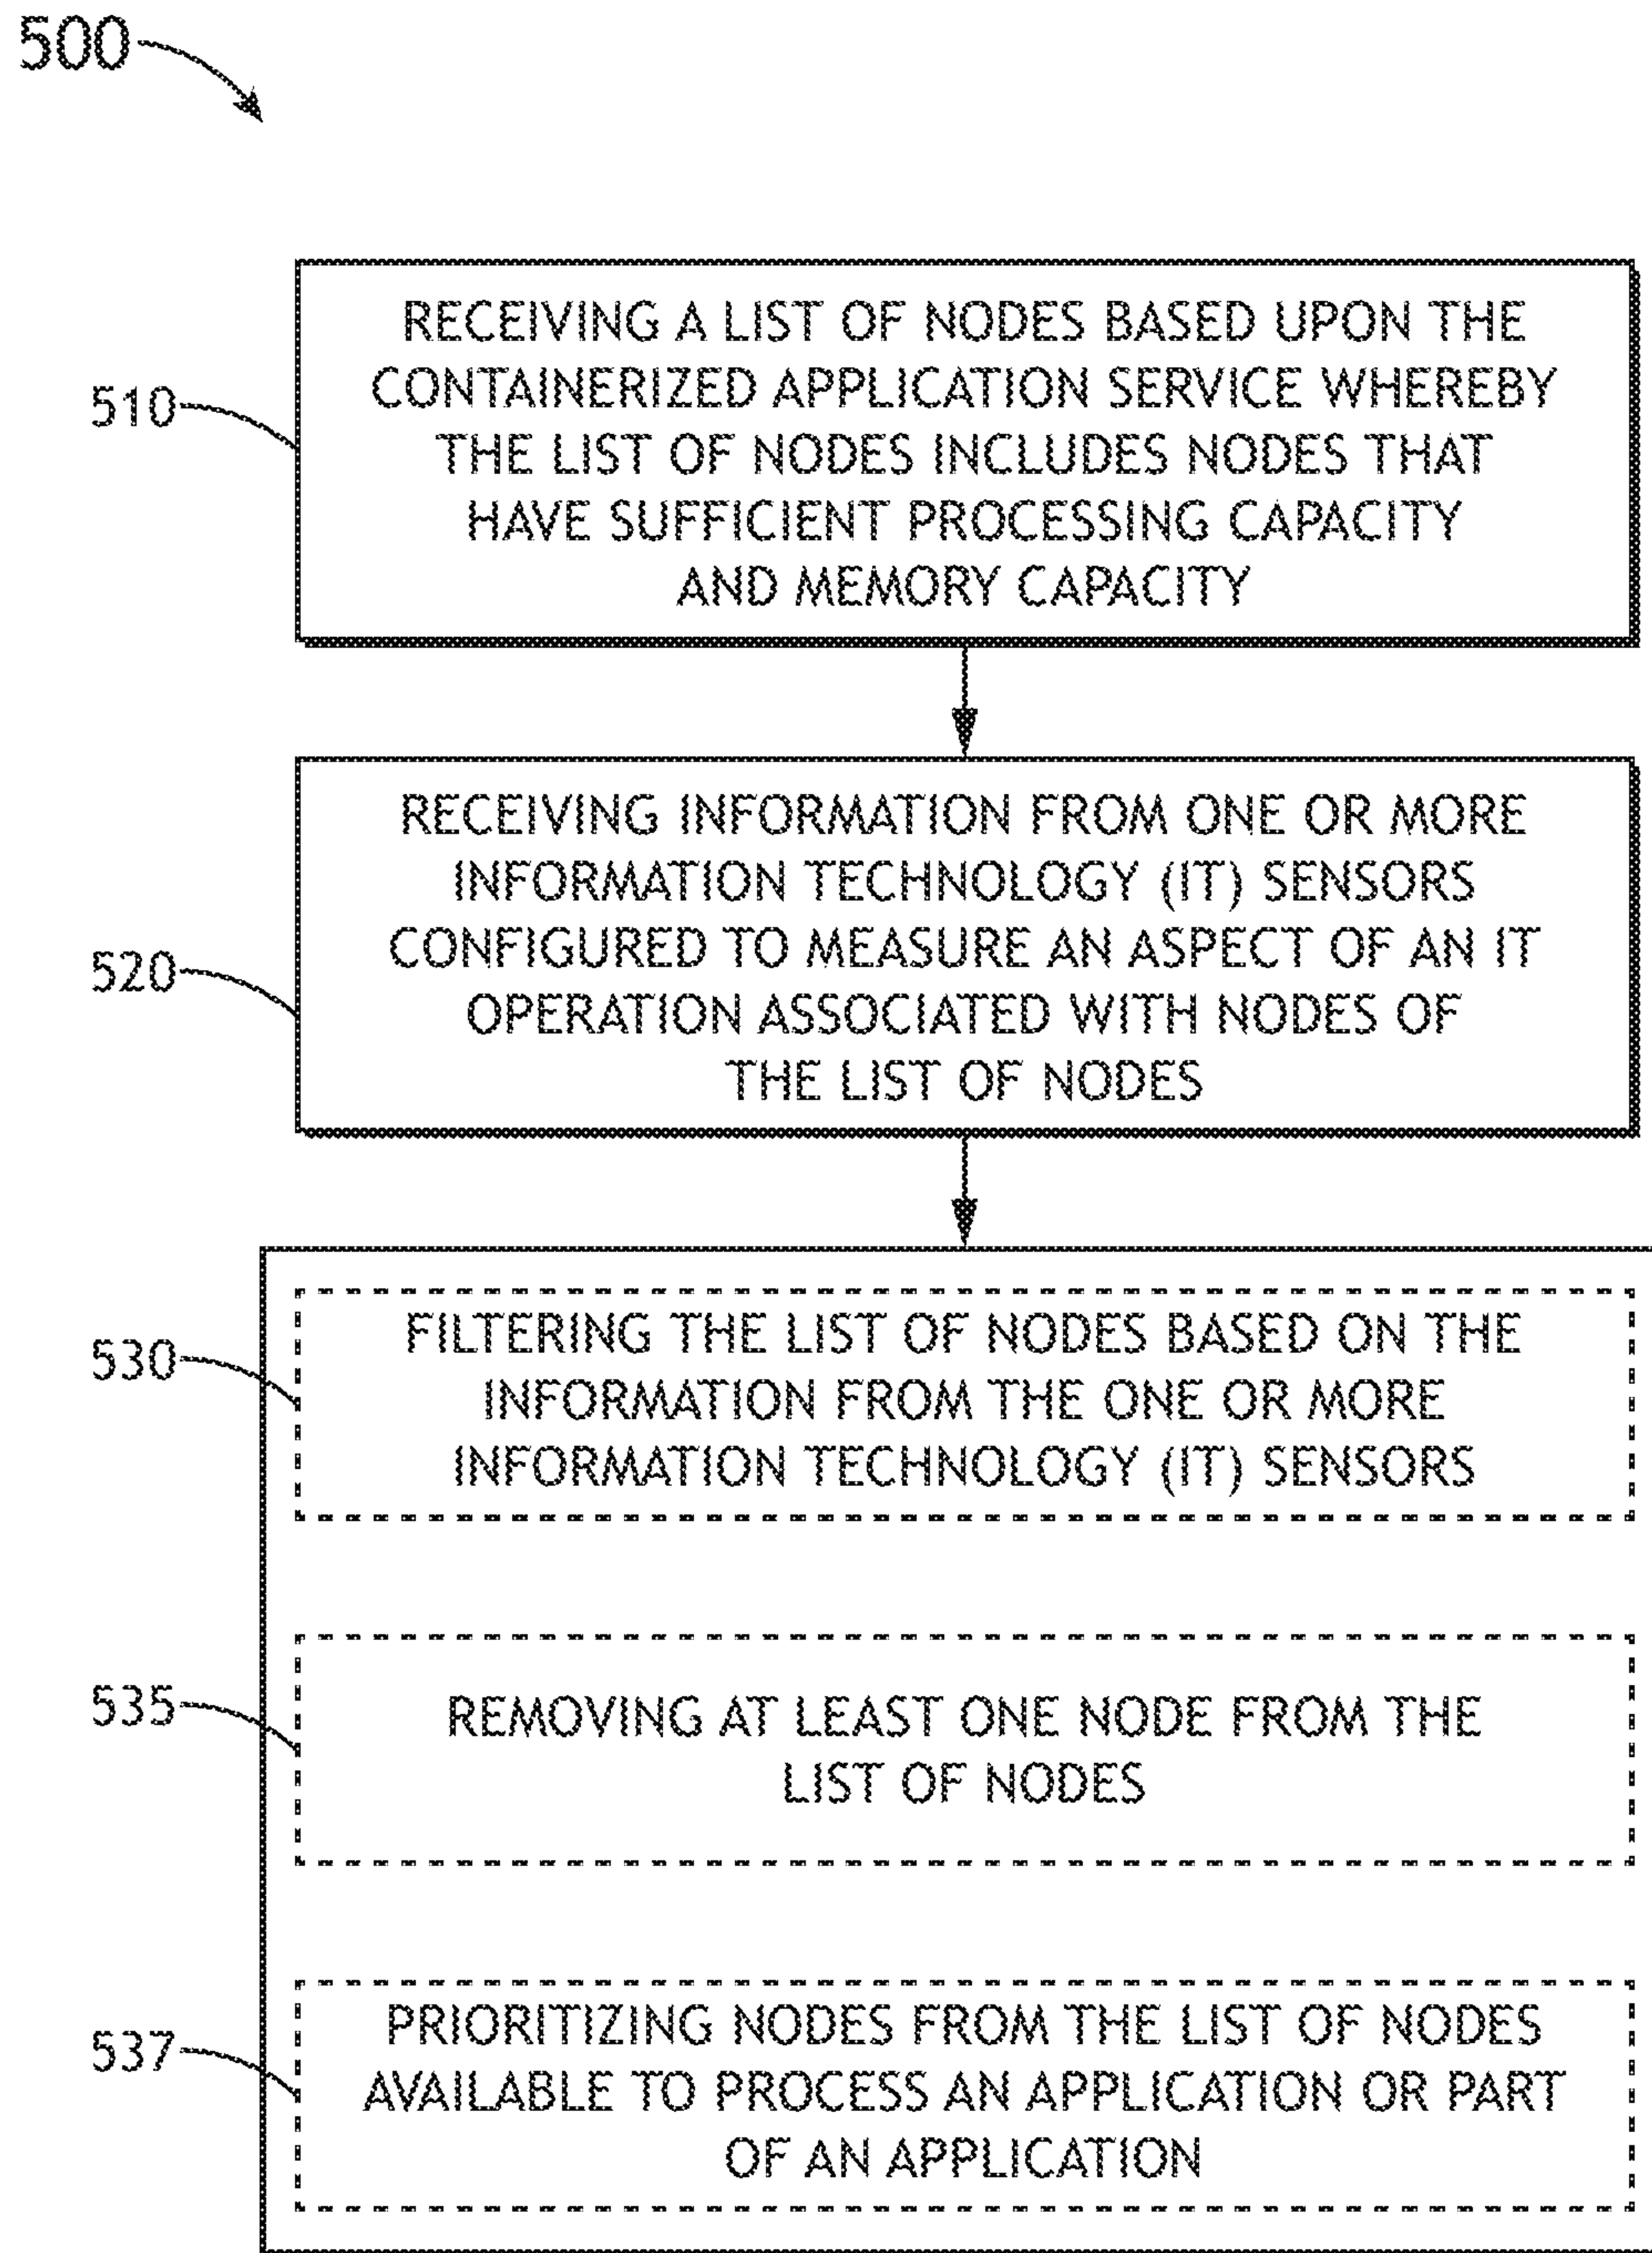 500
RECEIVING A LIST OF NODES BASED UPON THE
CONTAINERIZED APPLICATION SERVICE WHEREBY
THE LIST OF NODES INCLUDES NODES THAT
HAVE SUFFICIENT PROCESSING CAPACITY
AND MEMORY CAPACITY
510
RECEIVING INFORMATION FROM ONE OR MORE
INFORMATION TECHNOLOGY (IT) SENSORS
CONFIGURED TO MEASURE AN ASPECT OF AN IT
OPERATION ASSOCIATED WITH NODES OF
THE LIST OF NODES
520
FILTERING THE LIST OF NODES BASED ON THE
INFORMATION FROM THE ONE OR MORE
INFORMATION TECHNOLOGY (IT) SENSORS
530
REMOVING AT LEAST ONE NODE FROM THE
LIST OF NODES
535
PRIORITIZING NODES FROM THE LIST OF NODES
AVAILABLE TO PROCESS AN APPLICATION OR PART
OF AN APPLICATION
537